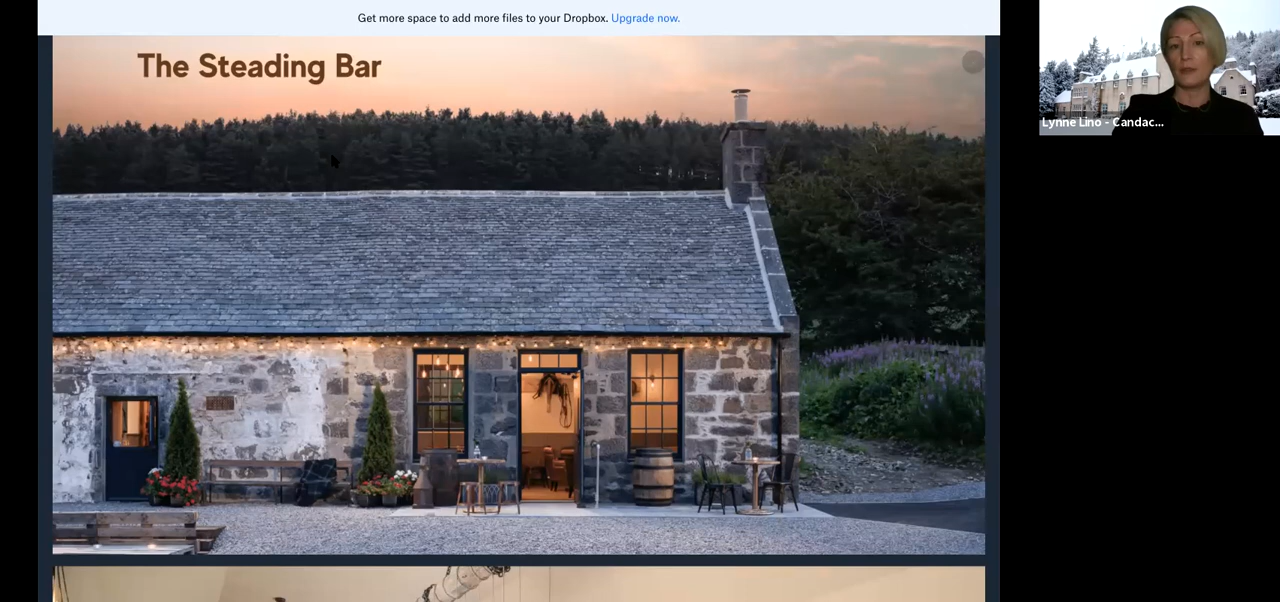 Get more space to add more files to your Dropbox. Upgrade now.
The Steading Bar
Lynne Lino - Candac...